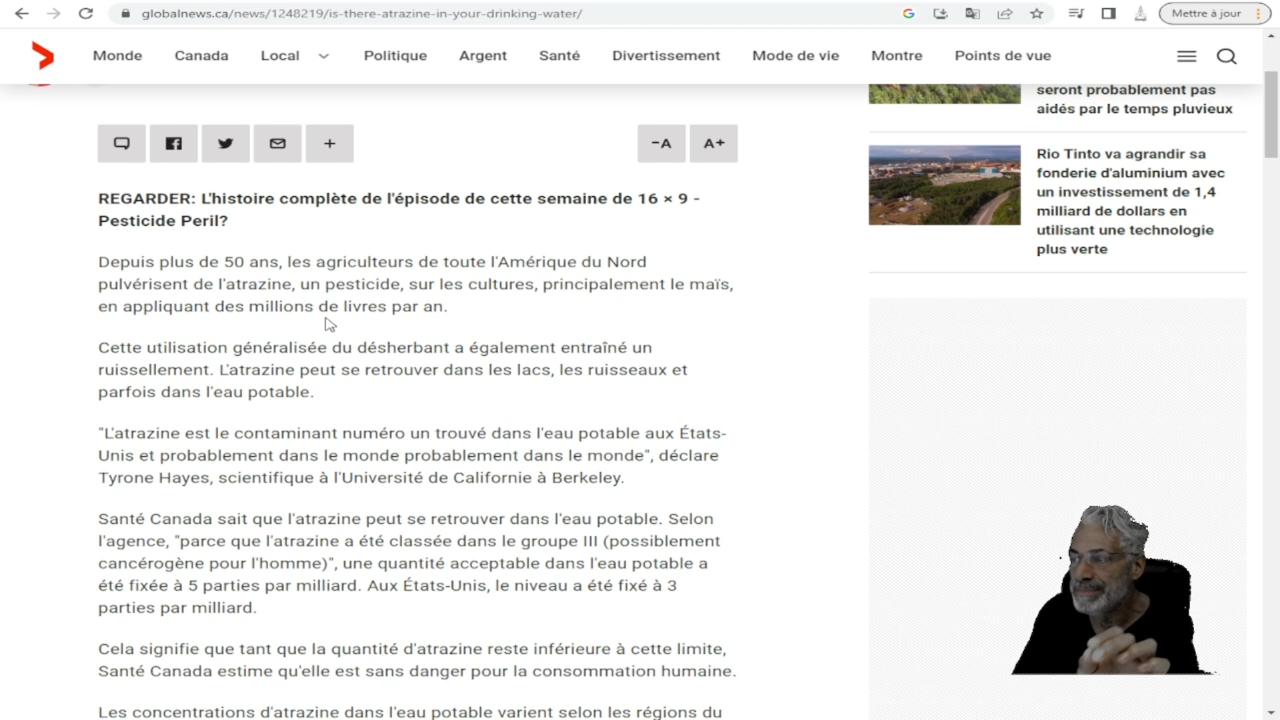 globalnews.ca/news/1248219/is-there-atrazine-in-your-drinking-water/
Mettre à jour
Monde
Canada
Local
Politique
Argent
Santé
Divertissement
Mode de vie
Montre
Points de vue
-A
A+
REGARDER: L'histoire complète de l'épisode de cette semaine de 16 × 9 -
Pesticide Peril?
Depuis plus de 50 ans, les agriculteurs de toute l'Amérique du Nord
pulvérisent de l'atrazine, un pesticide, sur les cultures, principalement le maïs,
en appliquant des millions de livres par an.
Cette utilisation généralisée du désherbant a également entraîné un
ruissellement. L'atrazine peut se retrouver dans les lacs, les ruisseaux et
parfois dans l'eau potable.
"L'atrazine est le contaminant numéro un trouvé dans l'eau potable aux États-
Unis et probablement dans le monde probablement dans le monde", déclare
Tyrone Hayes, scientifique à l'Université de Californie à Berkeley.
Santé Canada sait que l'atrazine peut se retrouver dans l'eau potable. Selon
l'agence, "parce que l'atrazine a été classée dans le groupe III (possiblement
cancérogène pour l'homme)", une quantité acceptable dans l'eau potable a
été fixée à 5 parties par milliard. Aux États-Unis, le niveau a été fixé à 3
parties par milliard.
Cela signifie que tant que la quantité d'atrazine reste inférieure à cette limite,
Santé Canada estime qu'elle est sans danger pour la consommation humaine.
Les concentrations d'atrazine dans l'eau potable varient selon les régions du
seront probablement pas
aidés par le temps pluvieux
Rio Tinto va agrandir sa
fonderie d'aluminium avec
un investissement de 1,4
milliard de dollars en
utilisant une technologie
plus verte